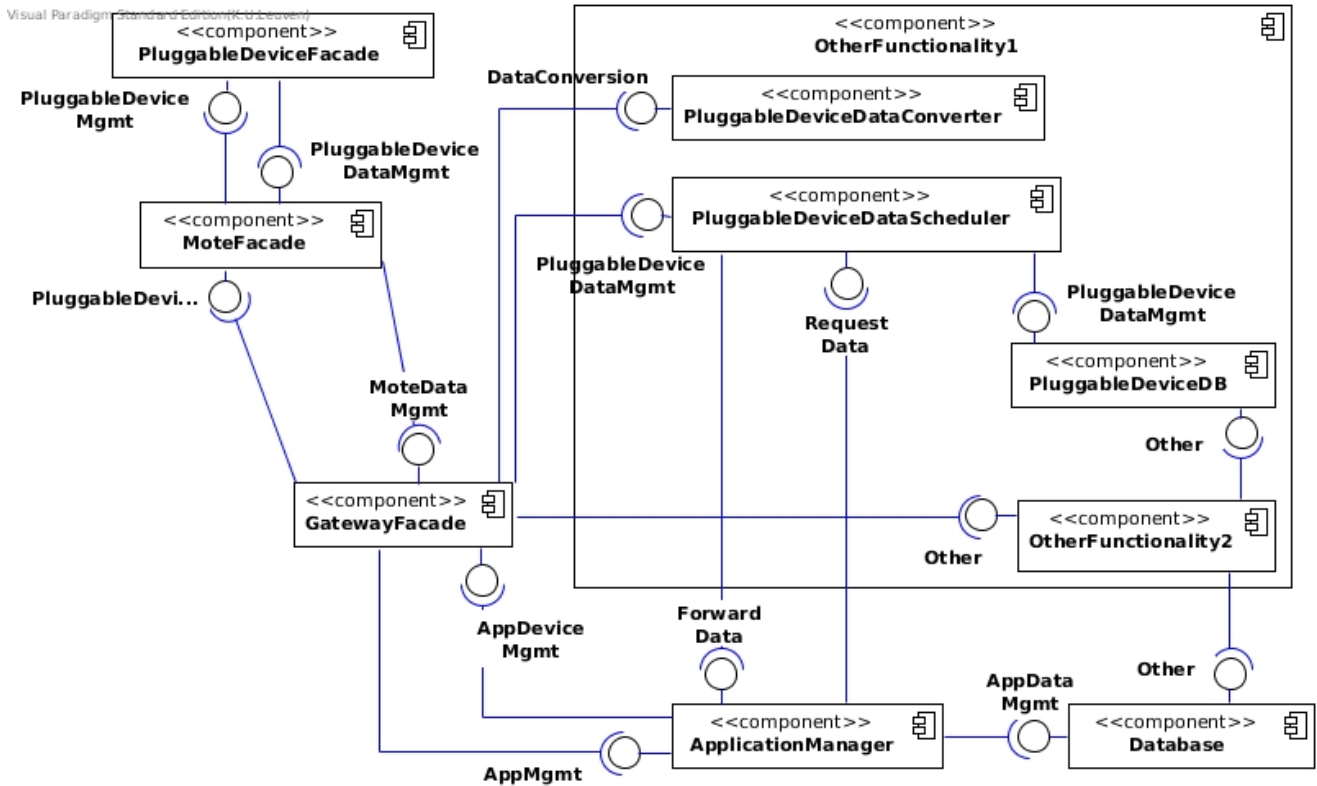 Visual Paradigm Standard Edition(K.U.Leuven)
<<component>>
PluggableDeviceFacade
<<component>>
OtherFunctionality1
PluggableDevice
Mgmt
DataConversion
<<component>>
PluggableDeviceDataConverter
PluggableDevice
DataMgmt
<<component>>
MoteFacade
<<component>>
PluggableDeviceDataScheduler
PluggableDevi...
PluggableDevice
DataMgmt
Request
Data
PluggableDevice
DataMgmt
<<component>>
PluggableDeviceDB
MoteData
Mgmt
Other
<<component>>
GatewayFacade
Other
<<component>>
OtherFunctionality2
AppDevice
Mgmt
Forward
Data
AppData
Mgmt
Other
<<component>>
ApplicationManager
<<component>>
Database
AppMgmt